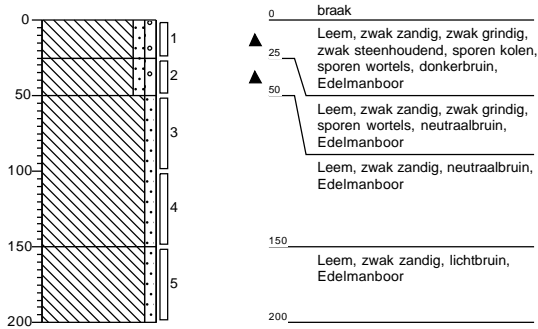 0
50
100
150
200
1
2
3
4
5
0
braak
Leem, zwak zandig, zwak grindig,
zwak steenhoudend, sporen kolen,
sporen wortels, donkerbruin,
Edelmanboor
25
Leem, zwak zandig, zwak grindig,
sporen wortels, neutraalbruin,
Edelmanboor
50
Leem, zwak zandig, neutraalbruin,
Edelmanboor
150
Leem, zwak zandig, lichtbruin,
Edelmanboor
200